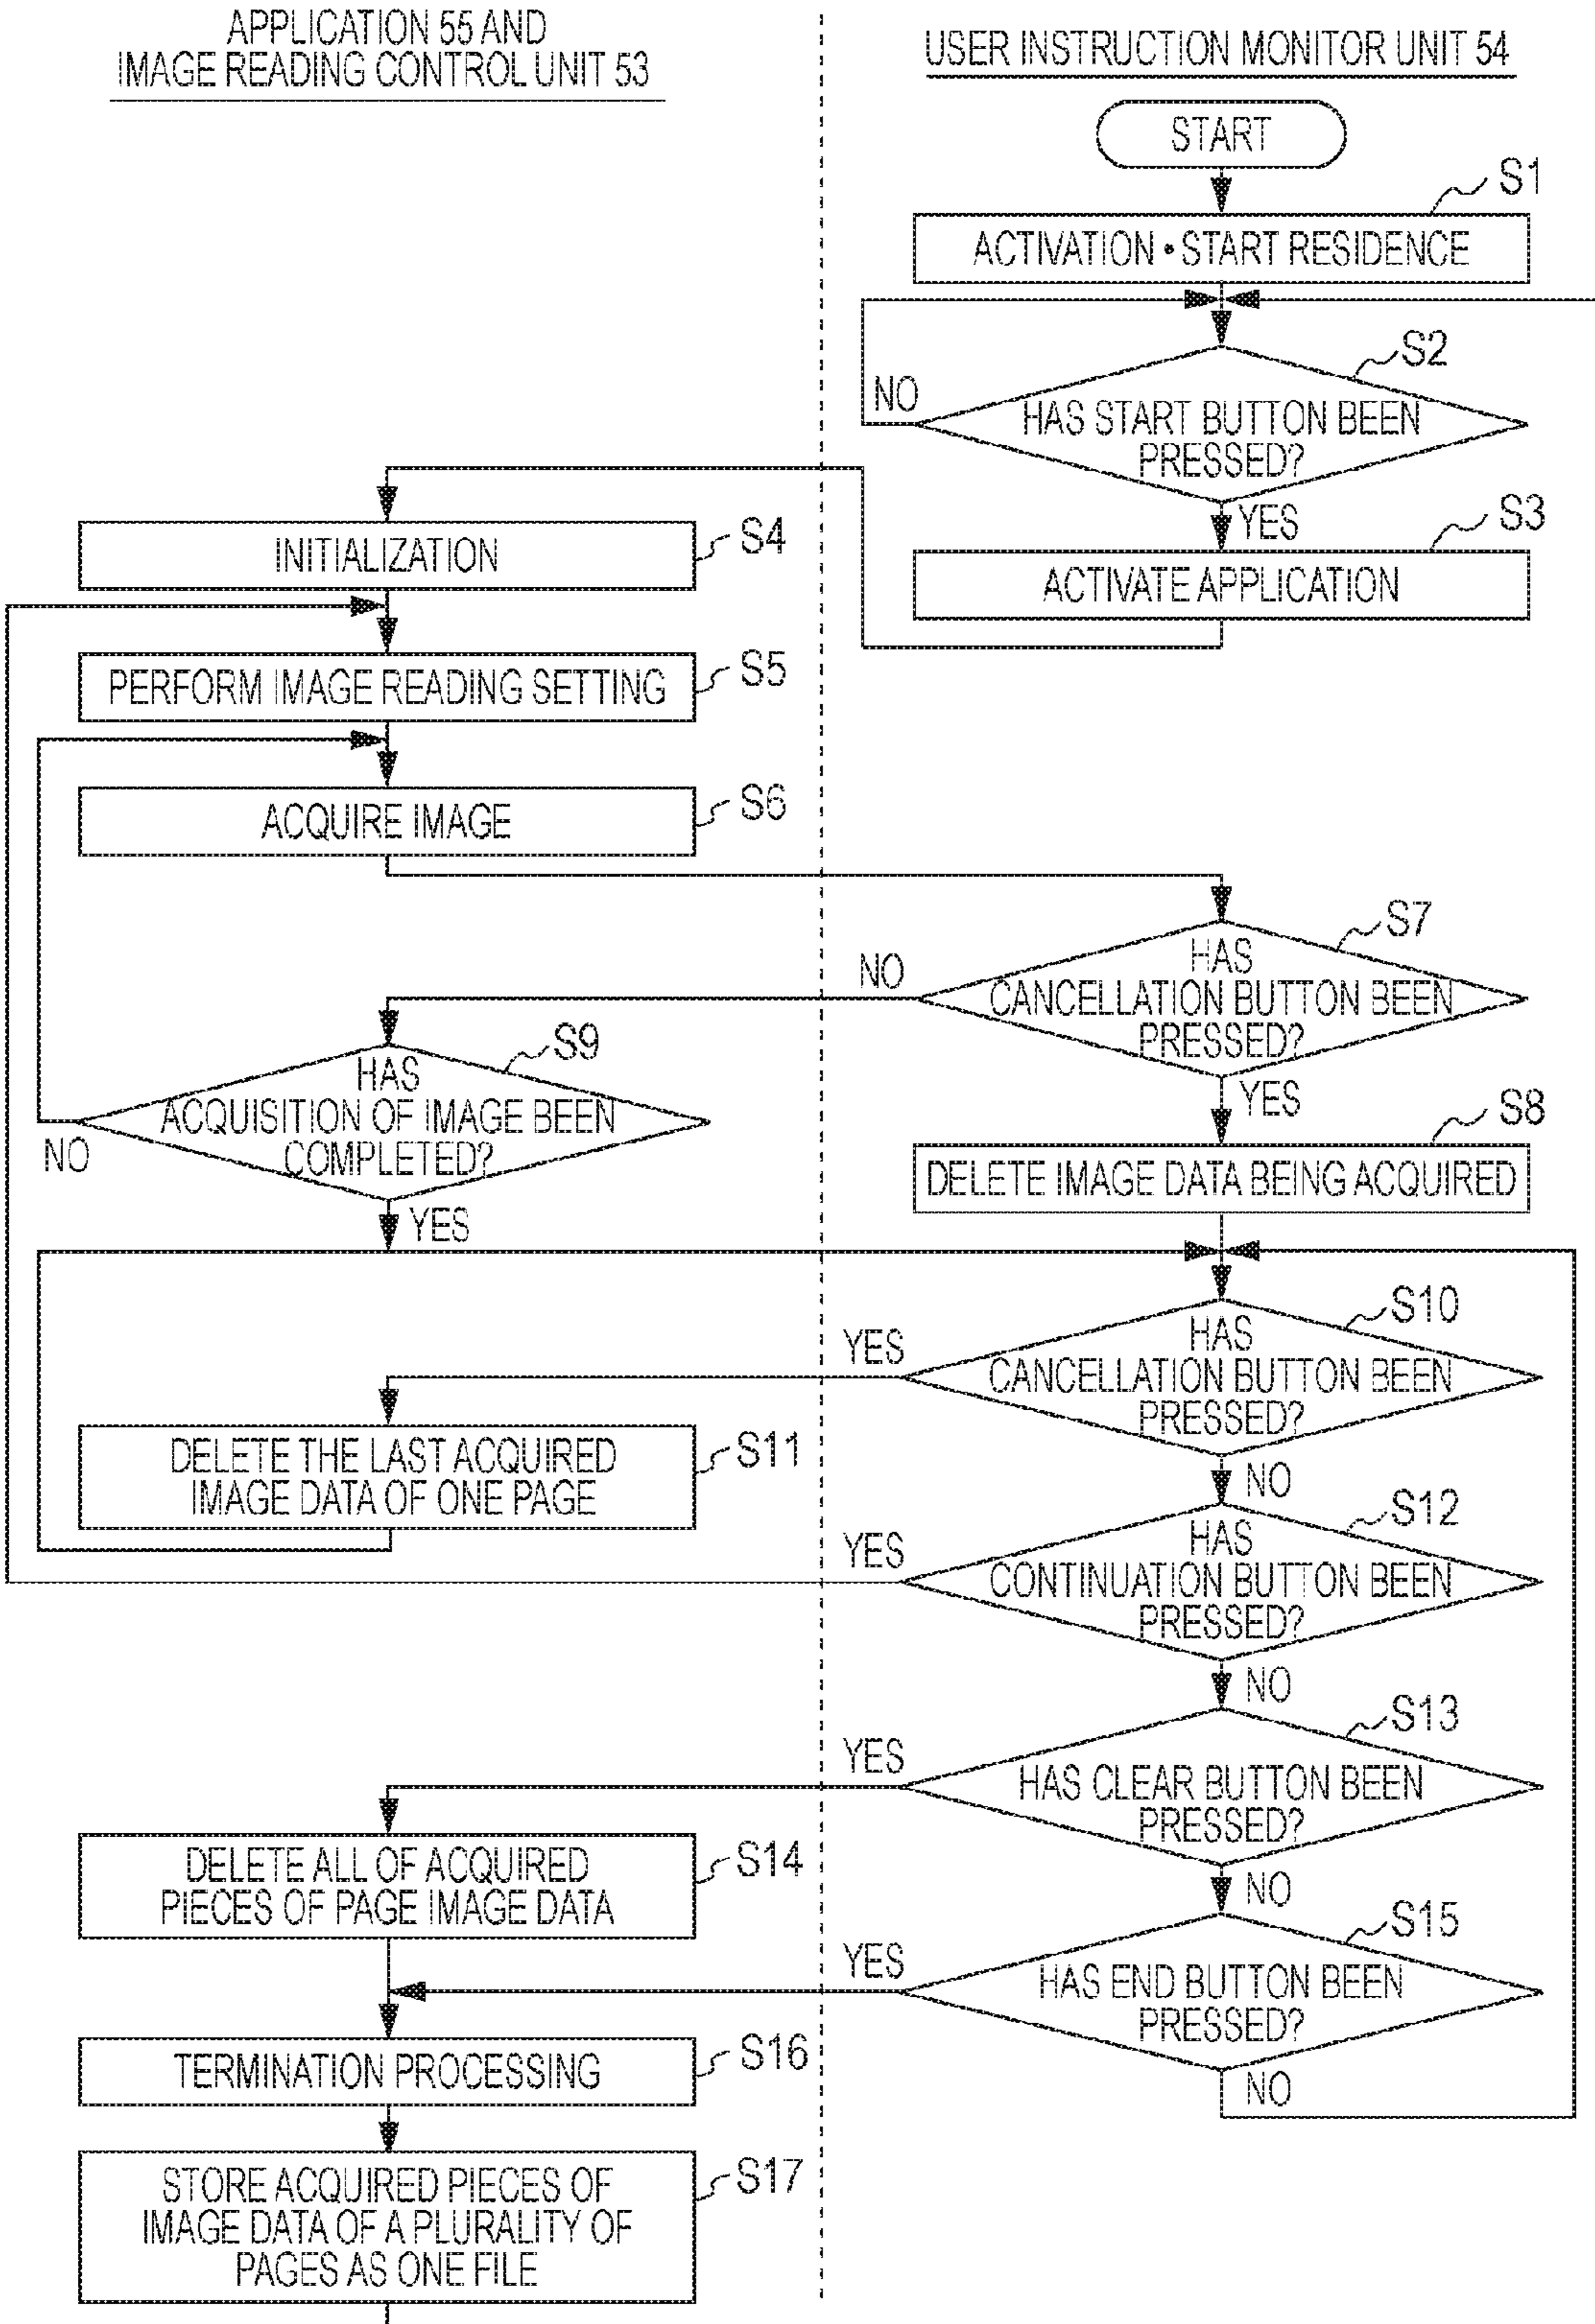 APPLICATION 55 AND
IMAGE READING CONTROL UNIT 53
USER INSTRUCTION MONITOR UNIT 54
START
S1
ACTIVATION • START RESIDENCE
S2
NO
HAS START BUTTON BEEN
PRESSED?
YES
S3
ACTIVATE APPLICATION
S4
INITIALIZATION
S5
PERFORM IMAGE READING SETTING
S6
ACQUIRE IMAGE
S7
NO
HAS
CANCELLATION BUTTON BEEN
PRESSED?
YES
S9
HAS
ACQUISITION OF IMAGE BEEN
COMPLETED?
NO
YES
S8
DELETE IMAGE DATA BEING ACQUIRED
S10
YES
HAS
CANCELLATION BUTTON BEEN
PRESSED?
NO
S11
DELETE THE LAST ACQUIRED
IMAGE DATA OF ONE PAGE
S12
YES
HAS
CONTINUATION BUTTON BEEN
PRESSED?
NO
S13
YES
HAS CLEAR BUTTON BEEN
PRESSED?
NO
S14
DELETE ALL OF ACQUIRED
PIECES OF PAGE IMAGE DATA
S15
YES
HAS END BUTTON BEEN
PRESSED?
NO
S16
TERMINATION PROCESSING
S17
STORE ACQUIRED PIECES OF
IMAGE DATA OF A PLURALITY OF
PAGES AS ONE FILE